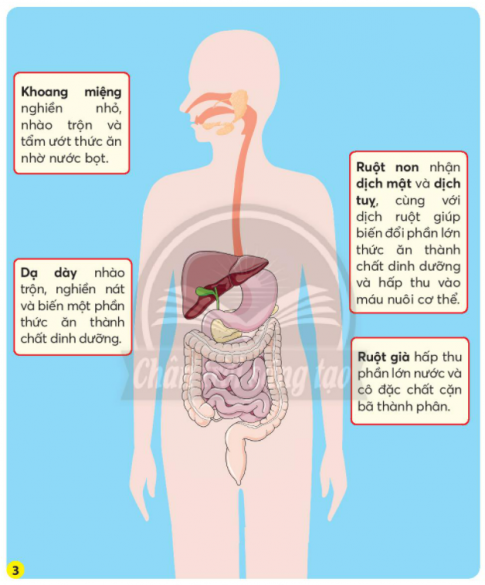 Khoang miệng
nghiền nhỏ,
nhào trộn và
tẩm ướt thức ăn
nhờ nước bọt.
Ruột non nhận
dịch mật và dịch
tuỵ, cùng với
dịch ruột giúp
biến đổi phần lớn
thức ăn thành
chất dinh dưỡng
và hấp thu vào
máu nuôi cơ thể.
Dạ dày nhào
trộn, nghiền nát
và biến một phần
thức ăn thành
chất dinh dưỡng.
Ruột già hấp thu
phần lớn nước và
cô đặc chất cặn
bã thành phân.
Chân tạo
3